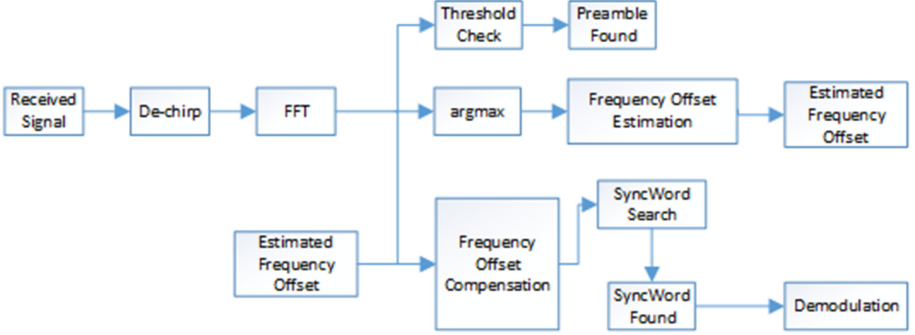 Threshold
Check
Preamble
Found
Received
Signal
De-chirp
FFT
argmax
Frequency Offset
Estimation
Estimated
Frequency
Offset
Estimated
Frequency
Offset
Frequency
Offset
Compensation
SyncWord
Search
SyncWord
Found
Demodulation